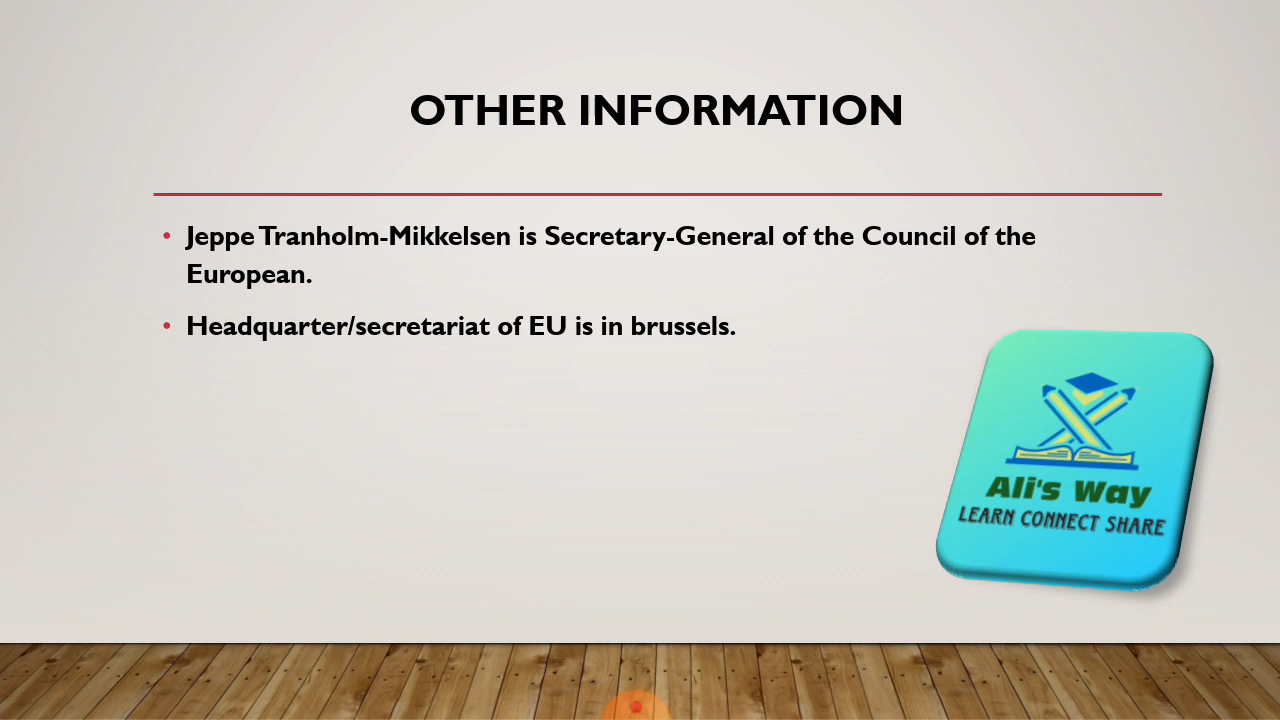 OTHER INFORMATION
• Jeppe Tranholm-Mikkelsen is Secretary-General of the Council of the
European.
• Headquarter/secretariat of EU is in brussels.
Ali's Way
LEARN CONNECT SHARE